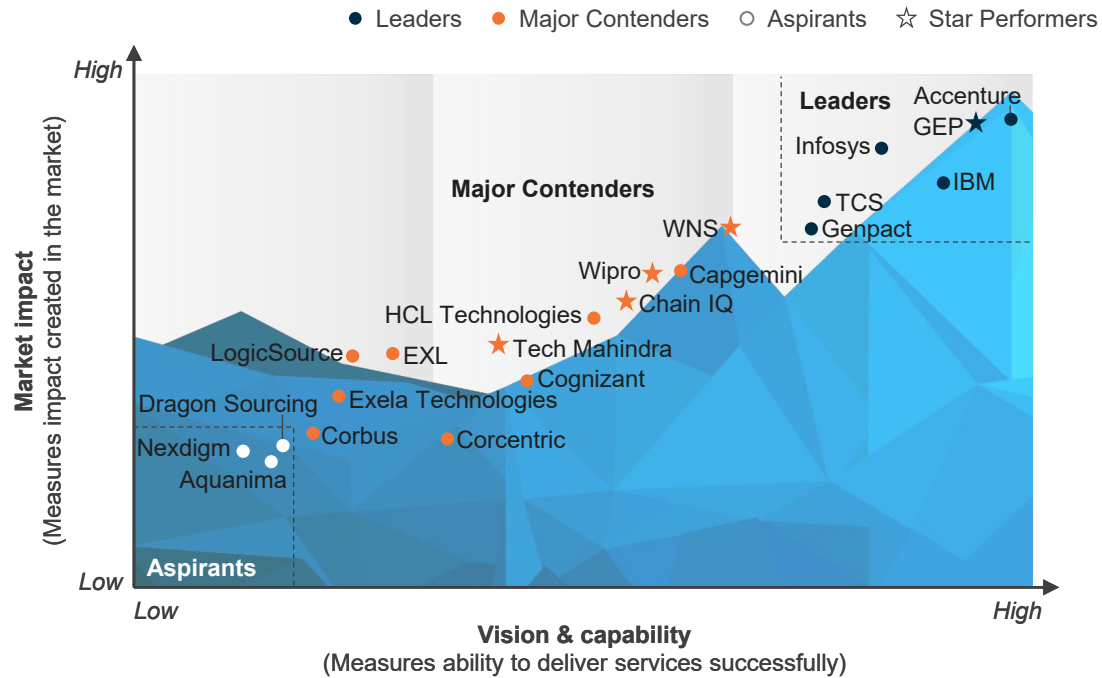 Leaders
Major Contenders
Aspirants
Star Performers
High
Accenture
Leaders
GEP
Infosys
Major Contenders
IBM
TCS
WNS
Genpact
Wipro
Capgemini
Chain IQ
HCL Technologies
Tech Mahindra
LogicSource
EXL
Cognizant
Exela Technologies
Dragon Sourcing
Corbus
Corcentric
Nexdigm
Aquanima
Aspirants
Market impact
(Measures impact created in the market)
Low
Low
High
Vision & capability
(Measures ability to deliver services successfully)